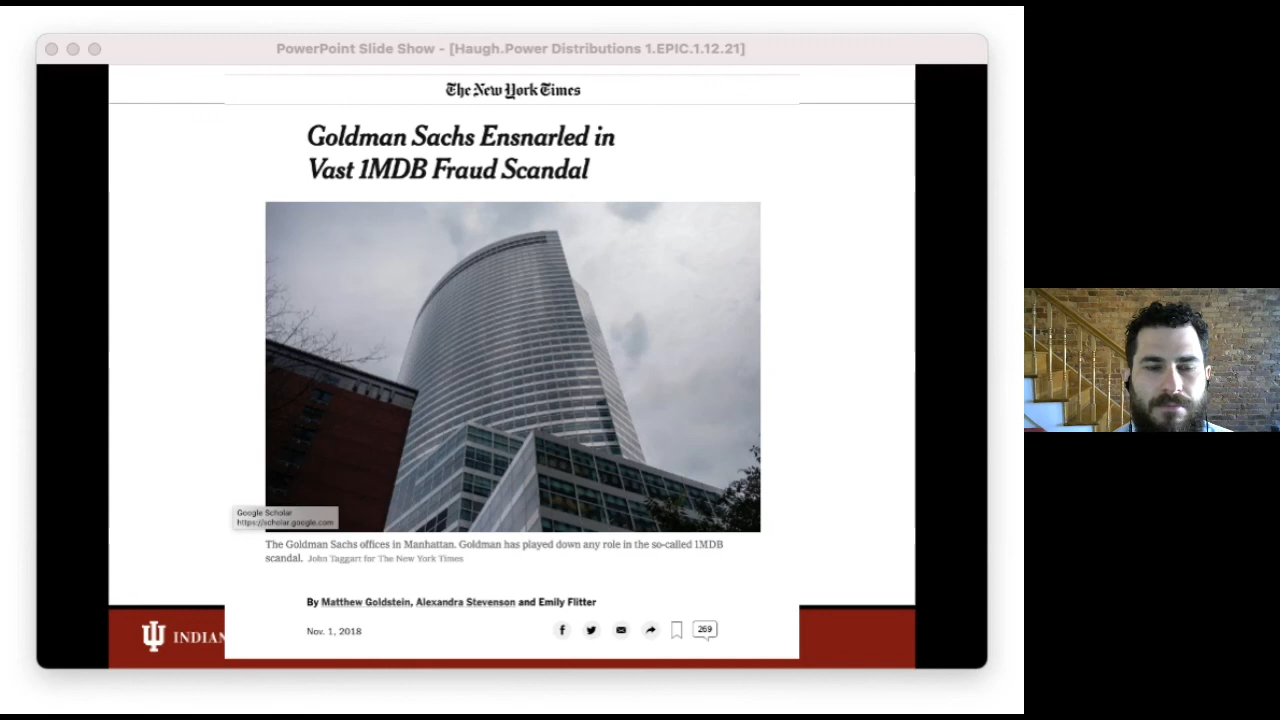 PowerPoint Slide Show - [Haugh.Power Distributions 1.EPIC.1.12.21]
The New York Times
Goldman Sachs Ensnarled in
Vast 1MDB Fraud Scandal
Google Scholar
https://scholar.google.com
The Goldman Sachs offices in Manhattan. Goldman has played down any role in the so-called 1MDB
scandal. John Taggart for The New York Times
By Matthew Goldstein, Alexandra Stevenson and Emily Flitter
Nov. 1, 2018
269
INDIAN